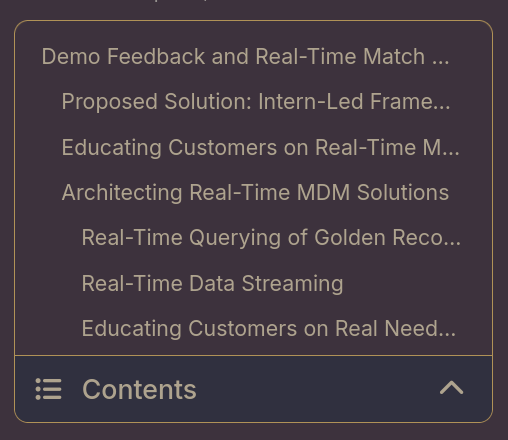 Demo Feedback and Real-Time Match ...
Proposed Solution: Intern-Led Frame...
Educating Customers on Real-Time M...
Architecting Real-Time MDM Solutions
Real-Time Querying of Golden Reco...
Real-Time Data Streaming
Educating Customers on Real Need...
Contents